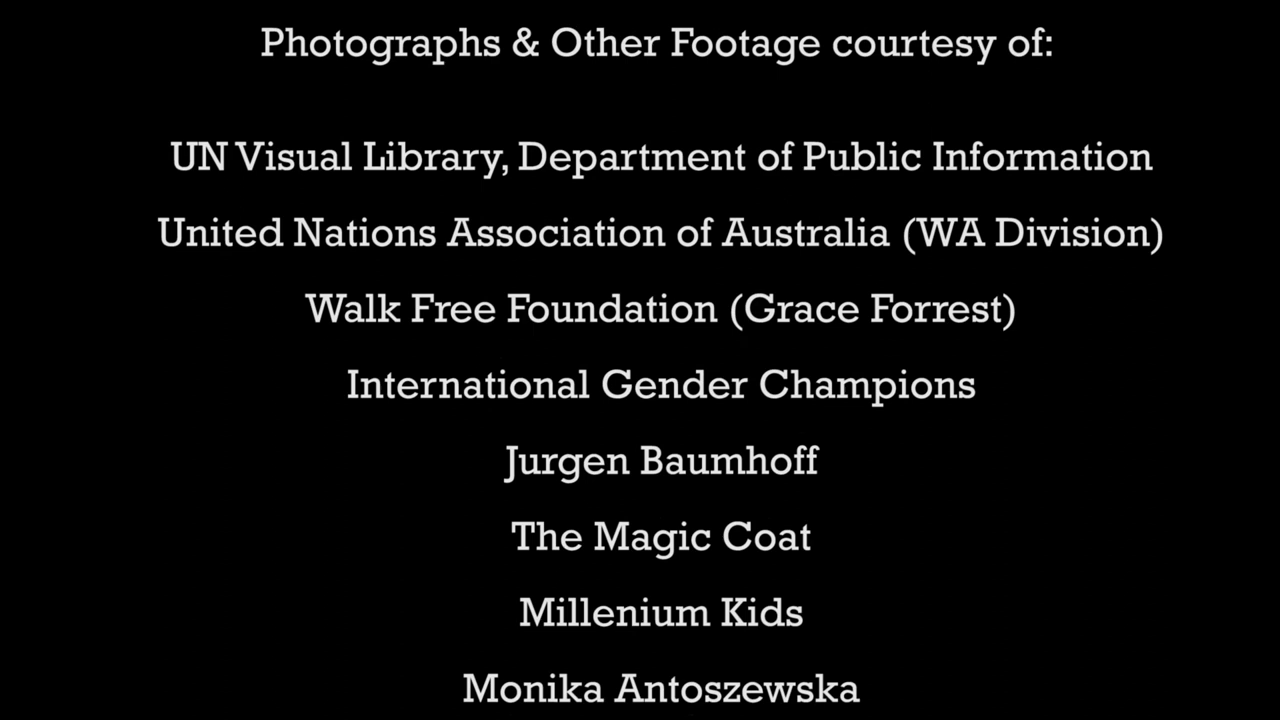 Photographs & Other Footage courtesy of:
UN Visual Library, Department of Public Information
United Nations Association of Australia (WA Division)
Walk Free Foundation (Grace Forrest)
International Gender Champions
Jurgen Baumhoff
The Magic Coat
Millenium Kids
Monika Antoszewska